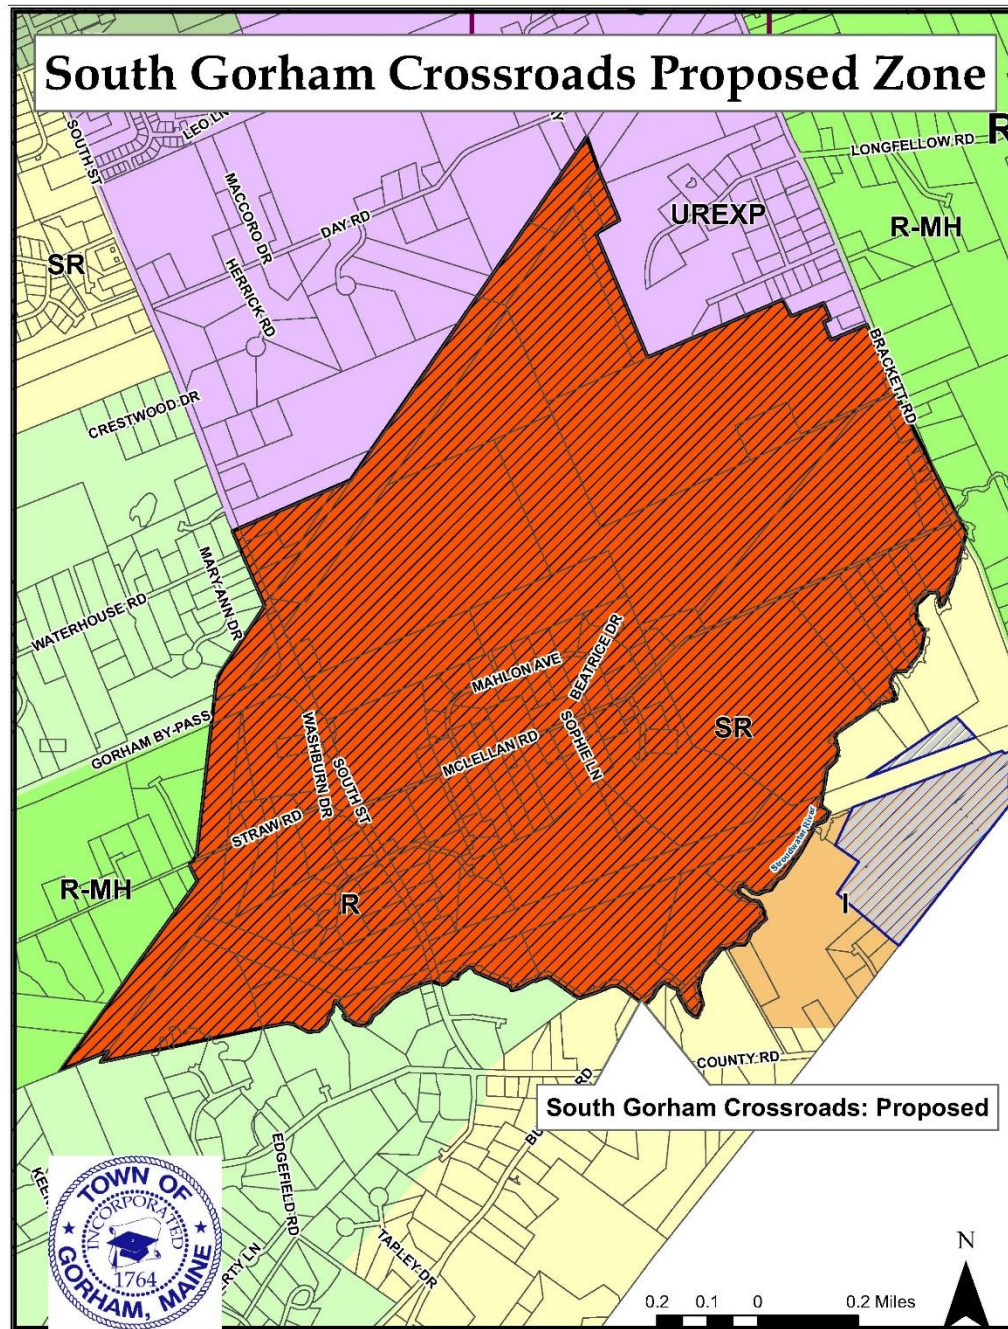 South Gorham Crossroads Proposed Zone
SOUTH ST
LEO LN
LONGFELLOW RD
R
MACCORO DR
DAY RD
UREXP
R-MH
SR
HERRICK RD
BRACKETT RD
CRESTWOOD DR
MARY ANN DR
WATERHOUSE RD
BEATRICE DR
MAHLON AVE
GORHAM BY-PASS
WASHBURN DR
SOUTH ST
MCLELLAN RD
SOPHIE LN
SR
STRAW RD
Stroudwater River
R-MH
R
I
COUNTY RD
RD
South Gorham Crossroads: Proposed
EDGEFIELD RD
TAPLEY DR
TOWN OF
INCORPORATED
1764
GORHAM, MAINE
N
0.2 0.1 0 0.2 Miles